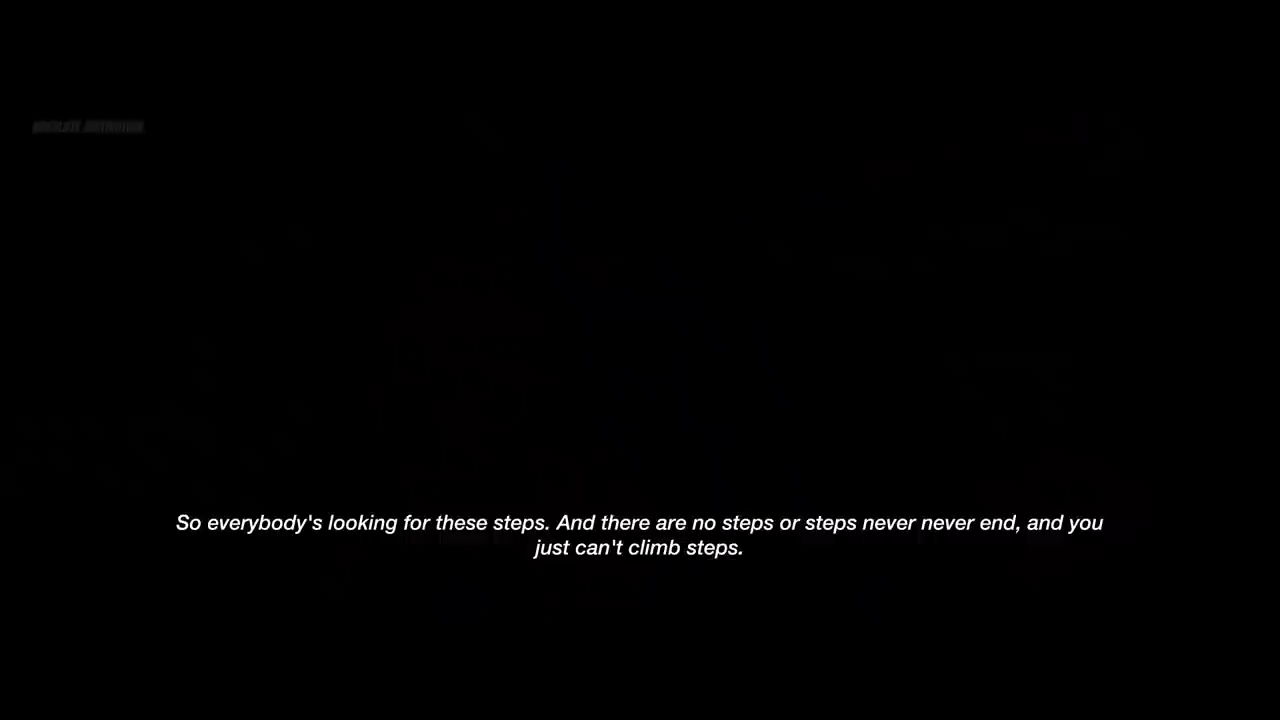 So everybody's looking for these steps. And there are no steps or steps never never end, and you
just can't climb steps.